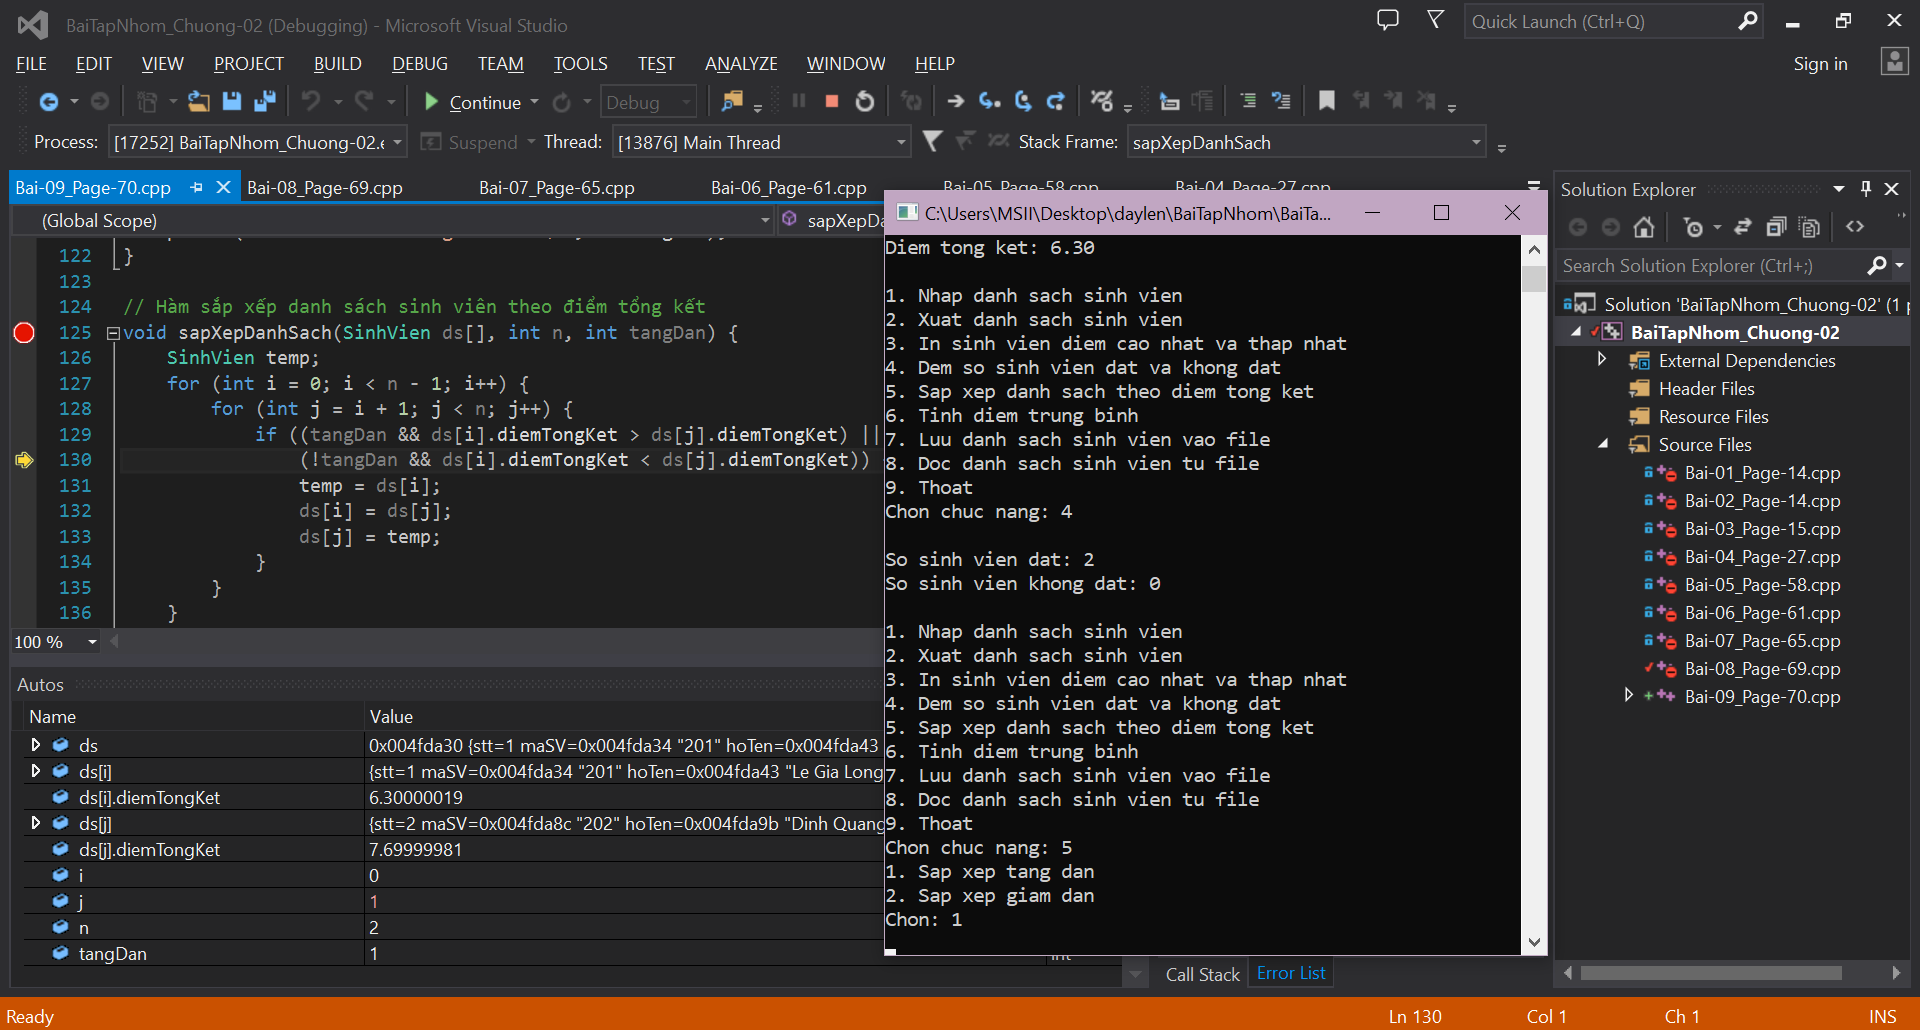 BaiTapNhom_Chuong-02 (Debugging) - Microsoft Visual Studio
Quick Launch (Ctrl+Q)
FILE EDIT VIEW PROJECT BUILD DEBUG TEAM TOOLS TEST ANALYZE WINDOW HELP
Sign in
Continue Debug
Process: [17252] BaiTapNhom_Chuong-02.e Suspend Thread: [13876] Main Thread Stack Frame: sapXepDanhSach
Bai-09_Page-70.cpp Bai-08_Page-69.cpp Bai-07_Page-65.cpp Bai-06_Page-61.cpp Bai-05_Page-58.cpp Bai-04_Page-27.cpp
(Global Scope) sapXepDa
122 }
123
124 // Hàm sắp xếp danh sách sinh viên theo điểm tổng kết
125 void sapXepDanhSach(SinhVien ds[], int n, int tangDan) {
126 SinhVien temp;
127 for (int i = 0; i < n - 1; i++) {
128 for (int j = i + 1; j < n; j++) {
129 if ((tangDan && ds[i].diemTongKet > ds[j].diemTongKet) ||
130 (!tangDan && ds[i].diemTongKet < ds[j].diemTongKet))
131 temp = ds[i];
132 ds[i] = ds[j];
133 ds[j] = temp;
134 }
135 }
136 }
100 %
Autos
Name Value
ds 0x004fda30 {stt=1 maSV=0x004fda34 "201" hoTen=0x004fda43
ds[i] {stt=1 maSV=0x004fda34 "201" hoTen=0x004fda43 "Le Gia Long
ds[i].diemTongKet 6.30000019
ds[j] {stt=2 maSV=0x004fda8c "202" hoTen=0x004fda9b "Dinh Quang
ds[j].diemTongKet 7.69999981
i 0
j 1
n 2
tangDan 1
int
C:\Users\MSII\Desktop\daylen\BaiTapNhom\BaiTa...
Diem tong ket: 6.30
1. Nhap danh sach sinh vien
2. Xuat danh sach sinh vien
3. In sinh vien diem cao nhat va thap nhat
4. Dem so sinh vien dat va khong dat
5. Sap xep danh sach theo diem tong ket
6. Tinh diem trung binh
7. Luu danh sach sinh vien vao file
8. Doc danh sach sinh vien tu file
9. Thoat
Chon chuc nang: 4
So sinh vien dat: 2
So sinh vien khong dat: 0
1. Nhap danh sach sinh vien
2. Xuat danh sach sinh vien
3. In sinh vien diem cao nhat va thap nhat
4. Dem so sinh vien dat va khong dat
5. Sap xep danh sach theo diem tong ket
6. Tinh diem trung binh
7. Luu danh sach sinh vien vao file
8. Doc danh sach sinh vien tu file
9. Thoat
Chon chuc nang: 5
1. Sap xep tang dan
2. Sap xep giam dan
Chon: 1
Call Stack Error List
Solution Explorer
Search Solution Explorer (Ctrl+;)
Solution 'BaiTapNhom_Chuong-02' (1 p
BaiTapNhom_Chuong-02
External Dependencies
Header Files
Resource Files
Source Files
Bai-01_Page-14.cpp
Bai-02_Page-14.cpp
Bai-03_Page-15.cpp
Bai-04_Page-27.cpp
Bai-05_Page-58.cpp
Bai-06_Page-61.cpp
Bai-07_Page-65.cpp
Bai-08_Page-69.cpp
Bai-09_Page-70.cpp
Ready Ln 130 Col 1 Ch 1 INS